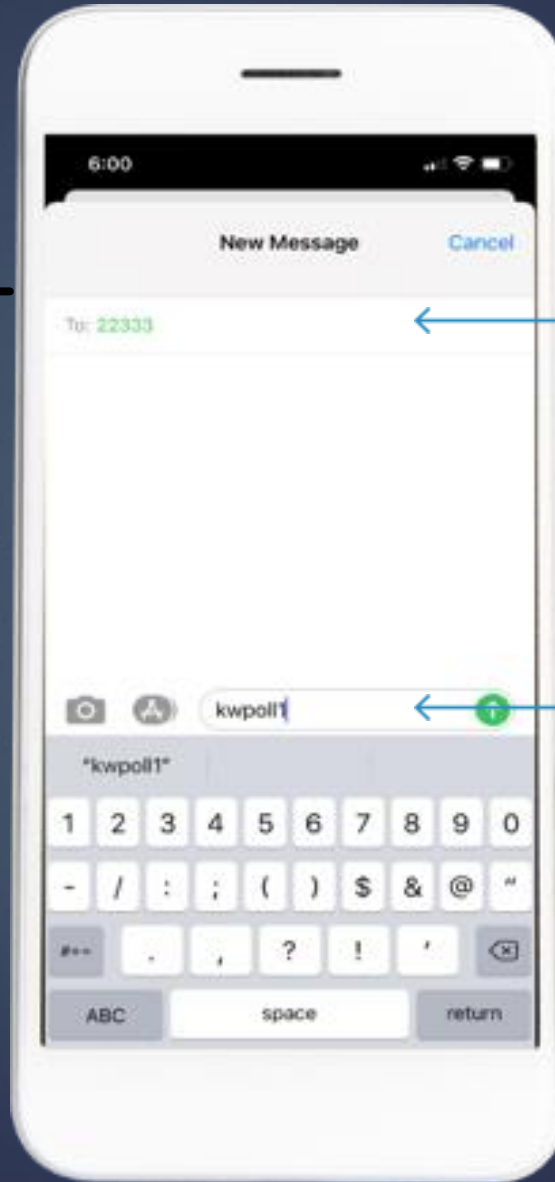 6:00
New Message Cancel
To: 22333
kwpoll1
"kwpoll1"
1 2 3 4 5 6 7 8 9 0
- / : ; ( ) $ & @ "
#+= . , ? ! '
ABC space return